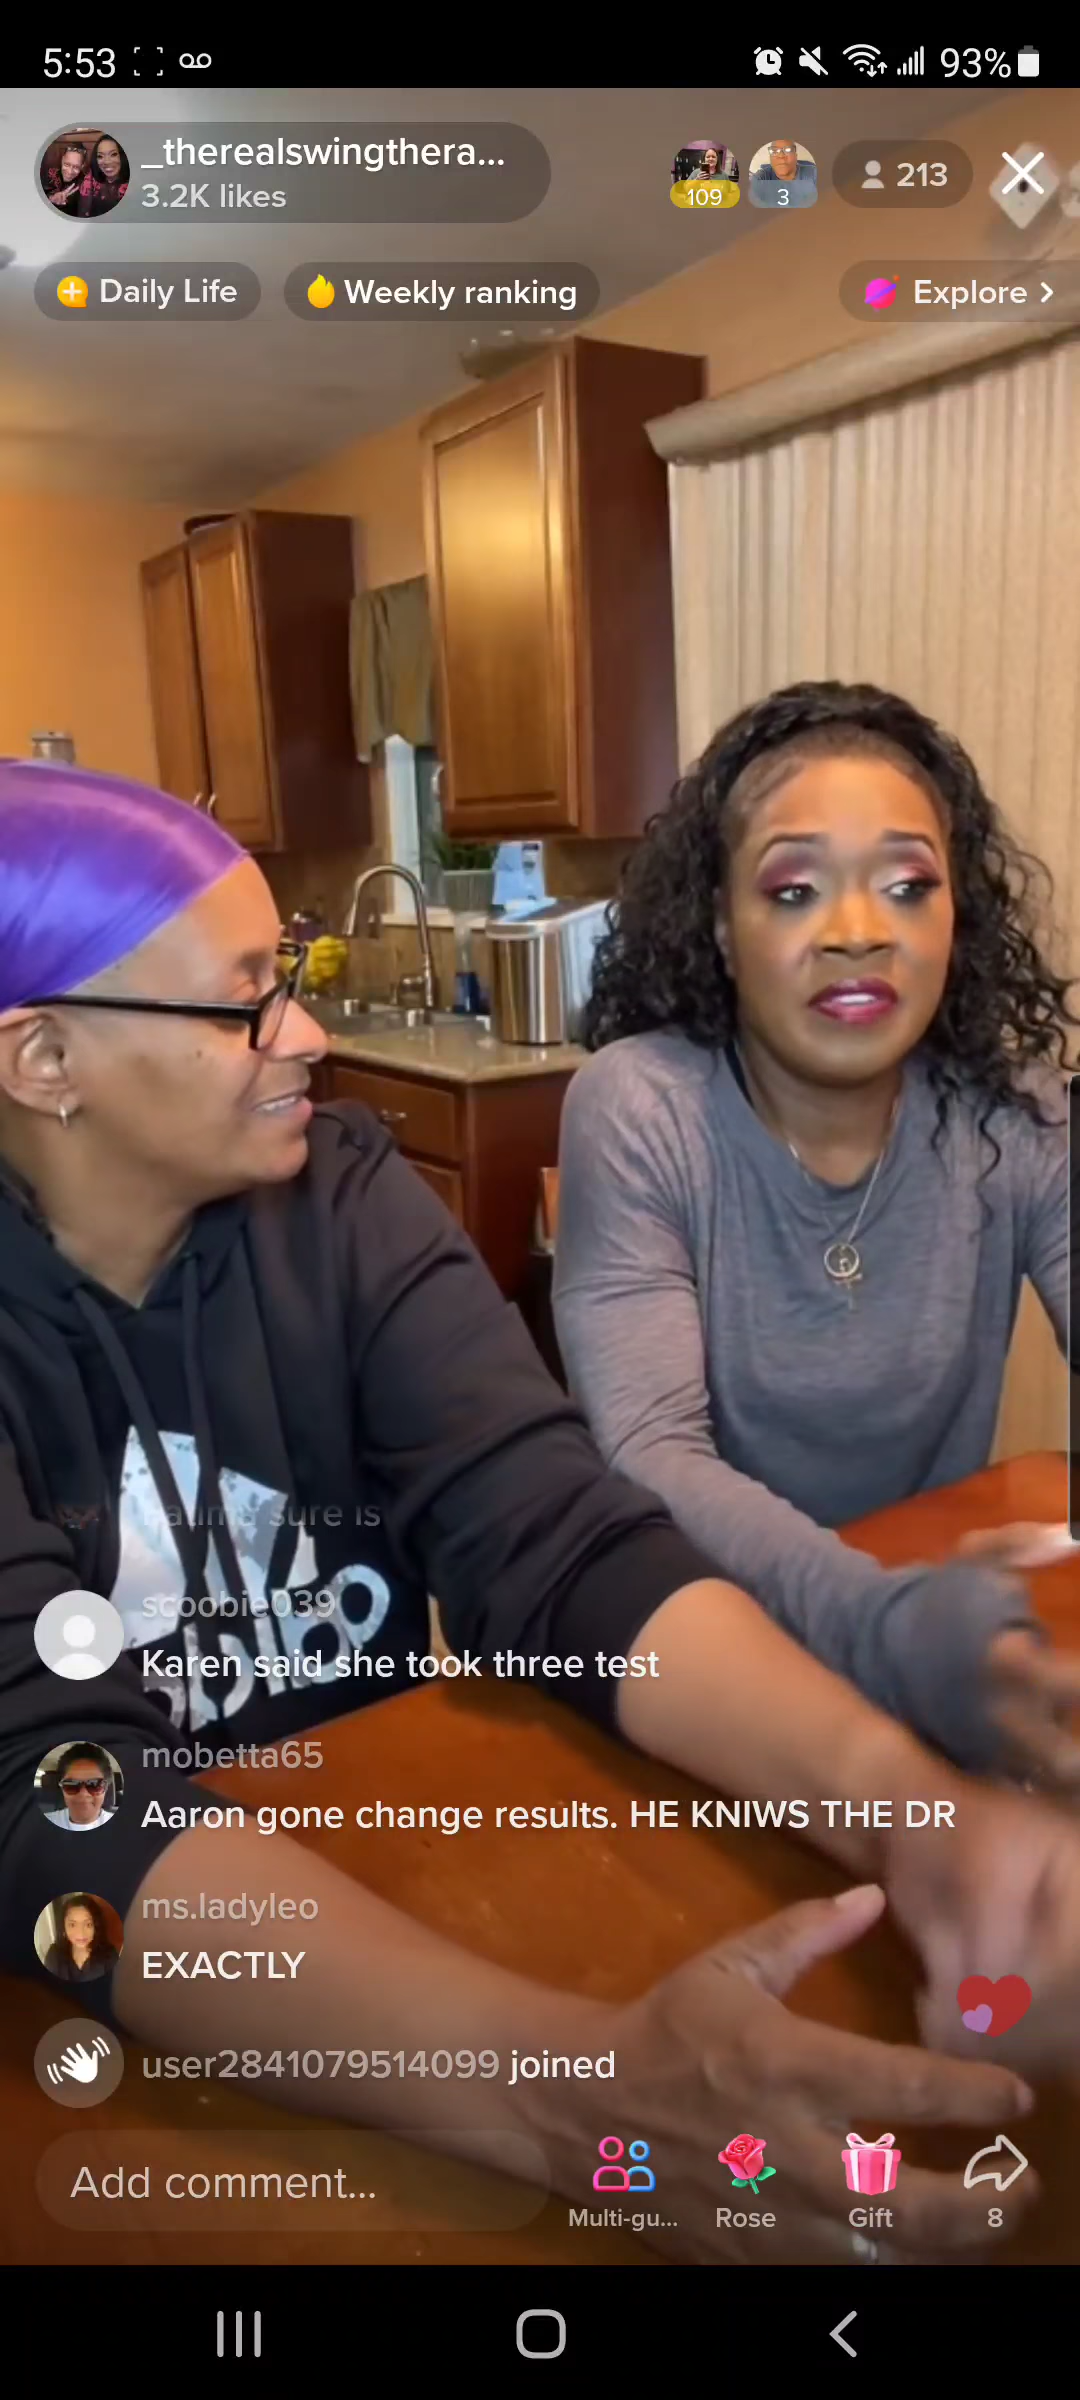 5:53
93%
_therealswingthera...
3.2K likes
109
3
213
Daily Life
Weekly ranking
Explore >
sure is
scoobie039
Karen said she took three test
mobetta65
Aaron gone change results. HE KNIWS THE DR
ms.ladyleo
EXACTLY
user2841079514099 joined
Add comment...
Multi-gu...
Rose
Gift
8